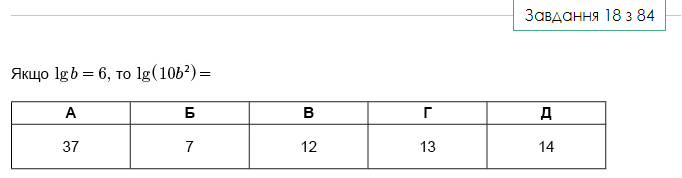 Завдання 18 з 84
Якщо lg b = 6, то lg(10b²) =
А Б В Г Д
37 7 12 13 14